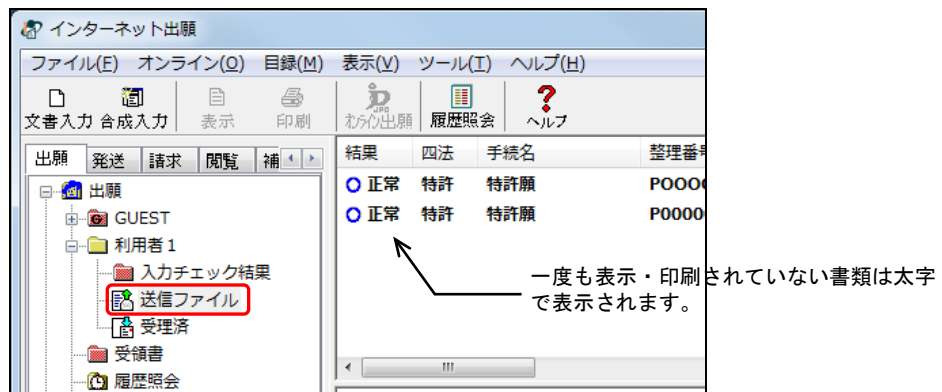 インターネット出願
ファイル(F) オンライン(O) 目録(M) 表示(V) ツール(T) ヘルプ(H)
文書入力 合成入力 表示 印刷 オンライン出願 履歴照会 ヘルプ
出願 発送 請求 閲覧 補
結果 四法 手続名 整理番号
正常 特許 特許願 P000
正常 特許 特許願 P0000
出願
GUEST
利用者1
入力チェック結果
送信ファイル
受理済
受領書
履歴照会
一度も表示・印刷されていない書類は太字
で表示されます。